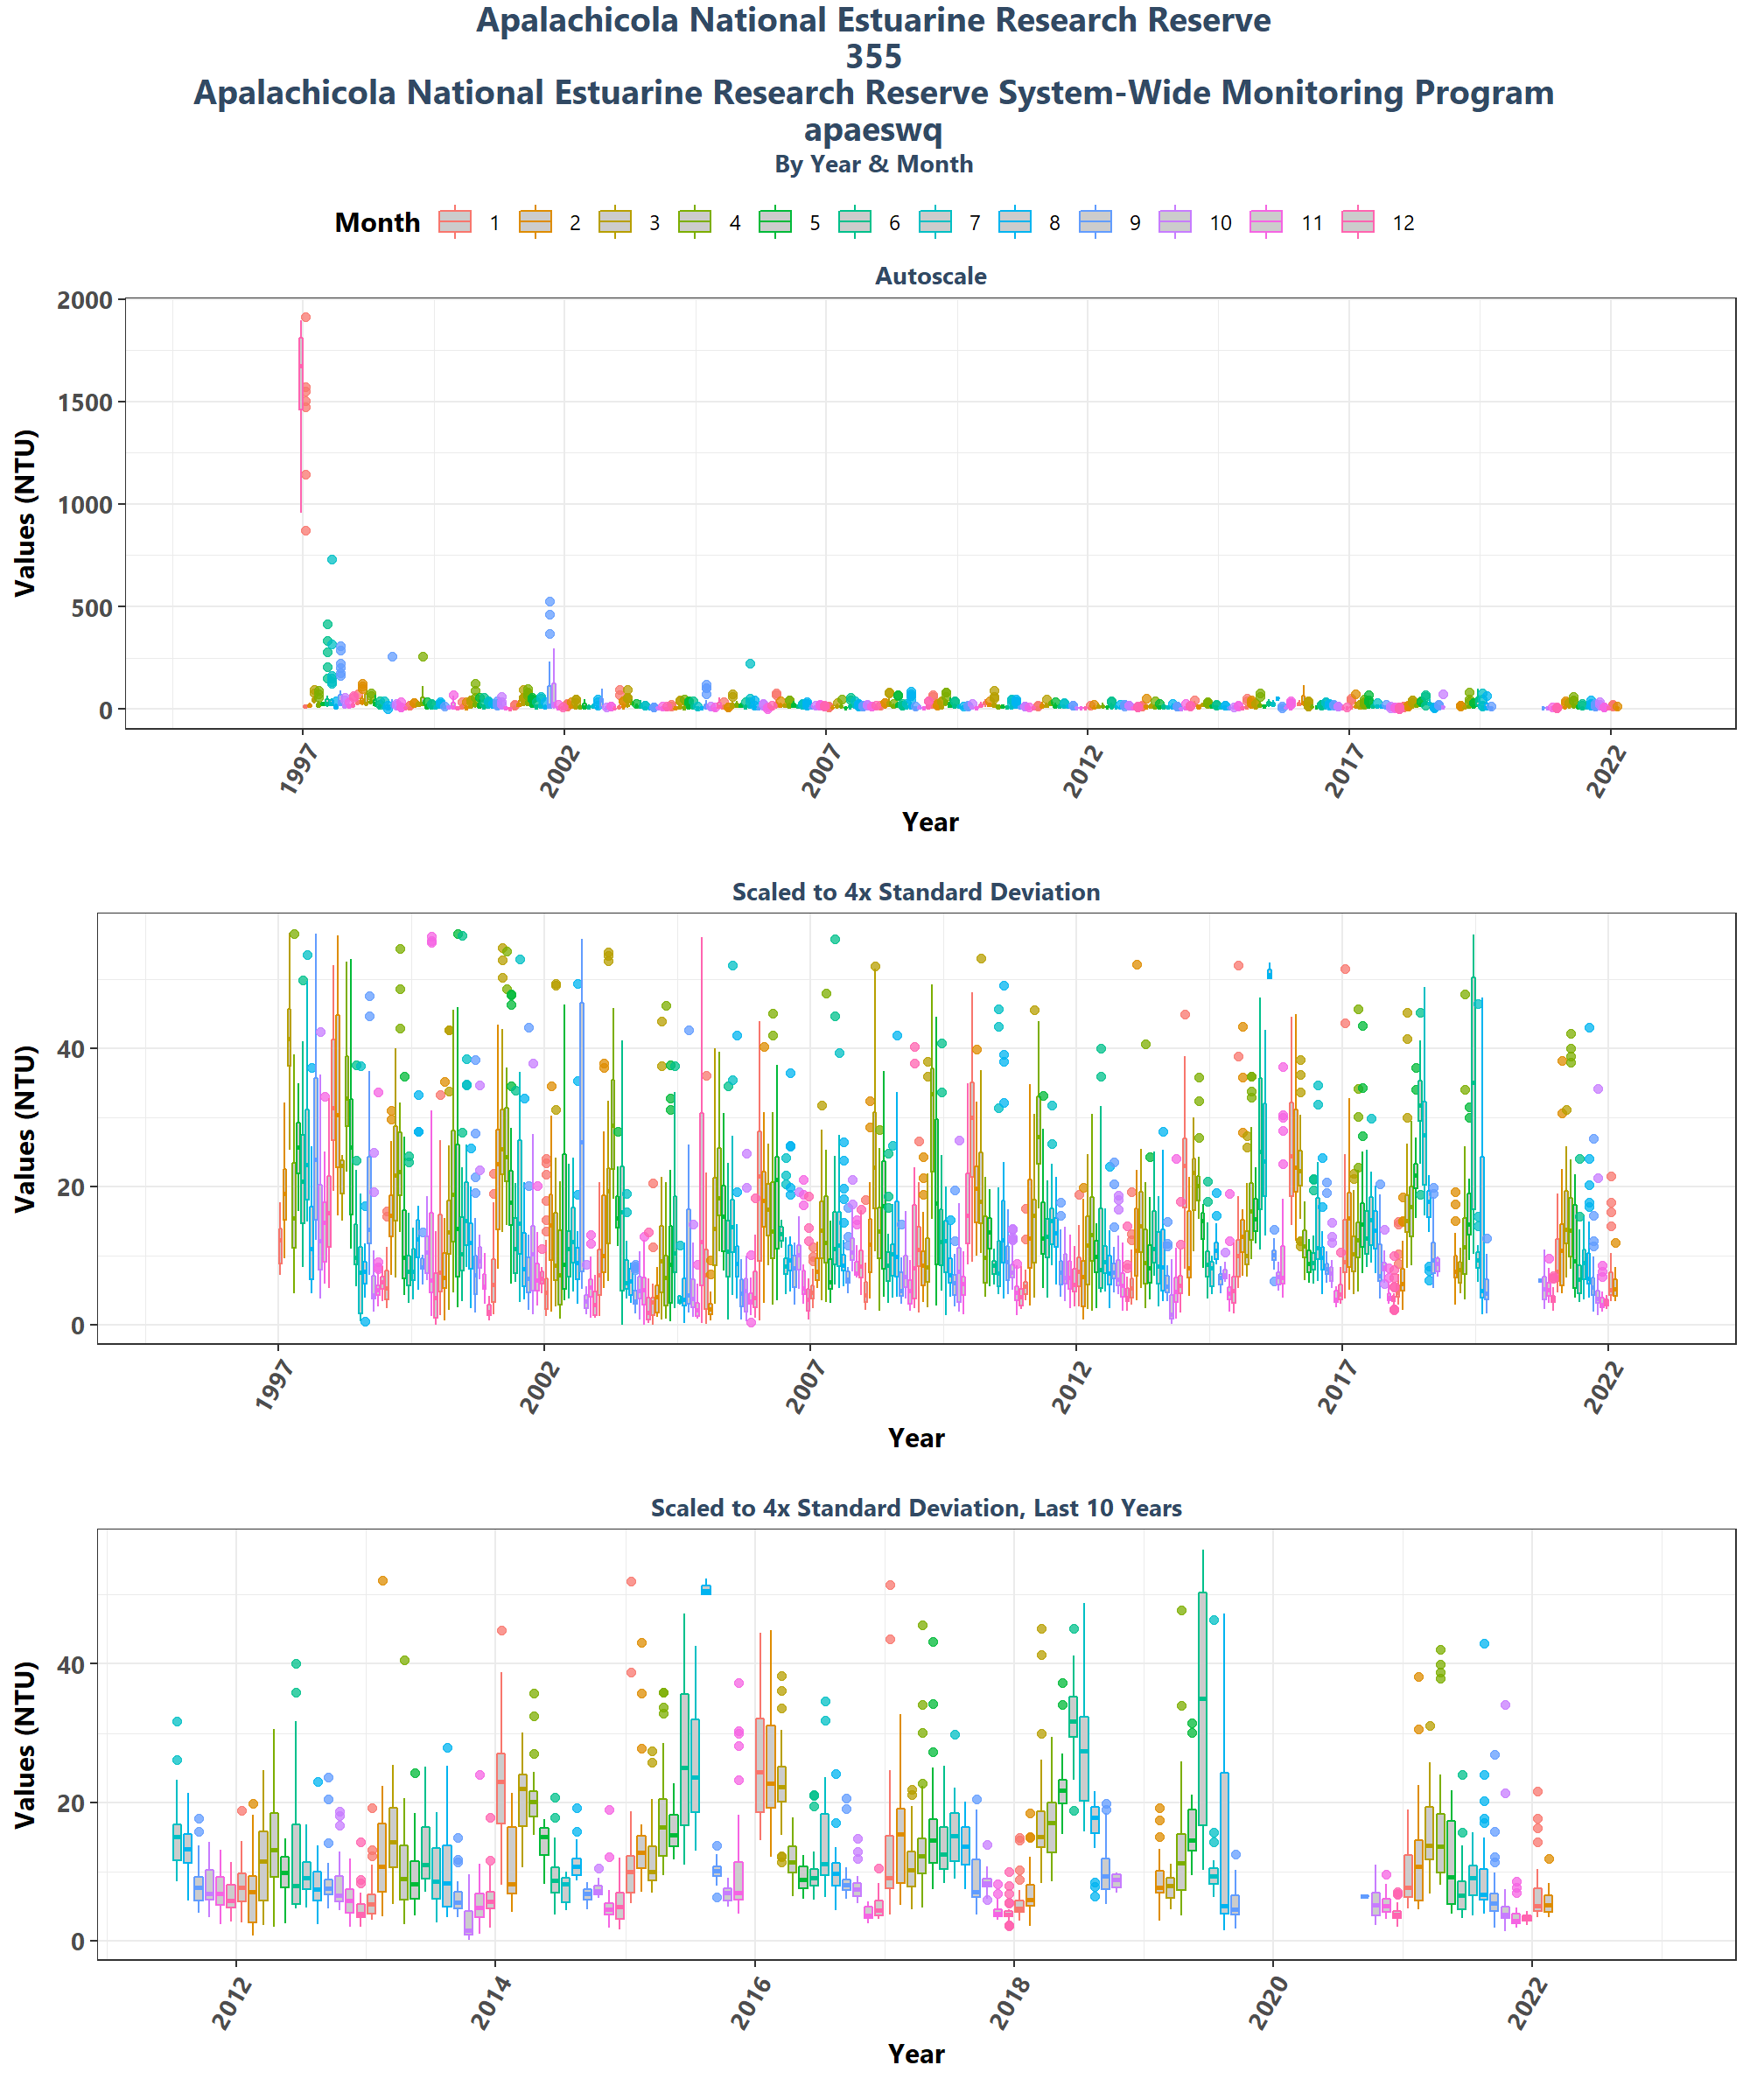 Apalachicola National Estuarine Research Reserve
355
Apalachicola National Estuarine Research Reserve System-Wide Monitoring Program
apaeswq
By Year & Month
Month 1 2 3 4 5 6 7 8 9 10 11 12
Autoscale
Values (NTU)
2000
1500
1000
500
0
1997 2002 2007 2012 2017 2022
Year
Scaled to 4x Standard Deviation
Values (NTU)
40
20
0
1997 2002 2007 2012 2017 2022
Year
Scaled to 4x Standard Deviation, Last 10 Years
Values (NTU)
40
20
0
2012 2014 2016 2018 2020 2022
Year